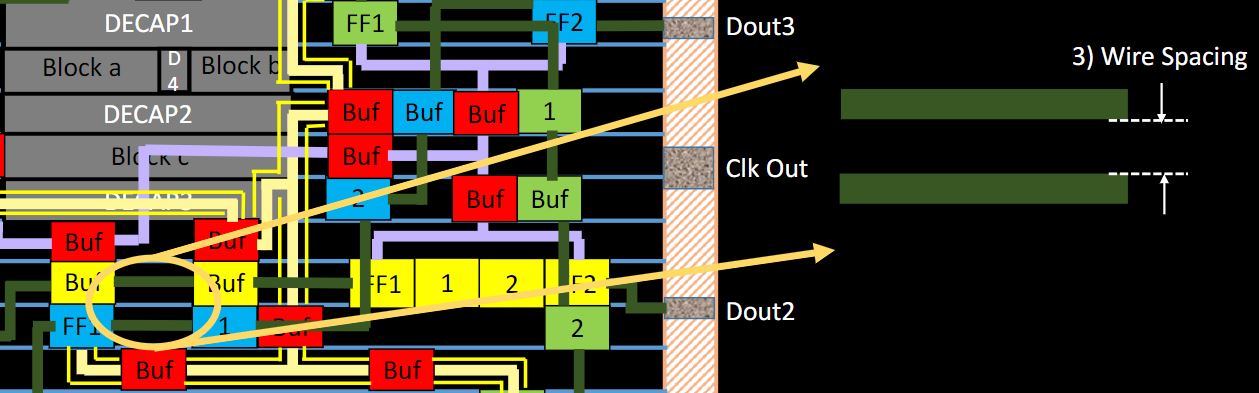 DECAP1
FF1
FF2
Dout3
Block a
D
4
Block b
3) Wire Spacing
DECAP2
Buf
Buf
Buf
1
Block c
Buf
Clk Out
DECAP3
2
Buf
Buf
Buf
Buf
Buf
Buf
FF1
1
2
FF2
Dout2
FF1
1
Buf
2
Buf
Buf